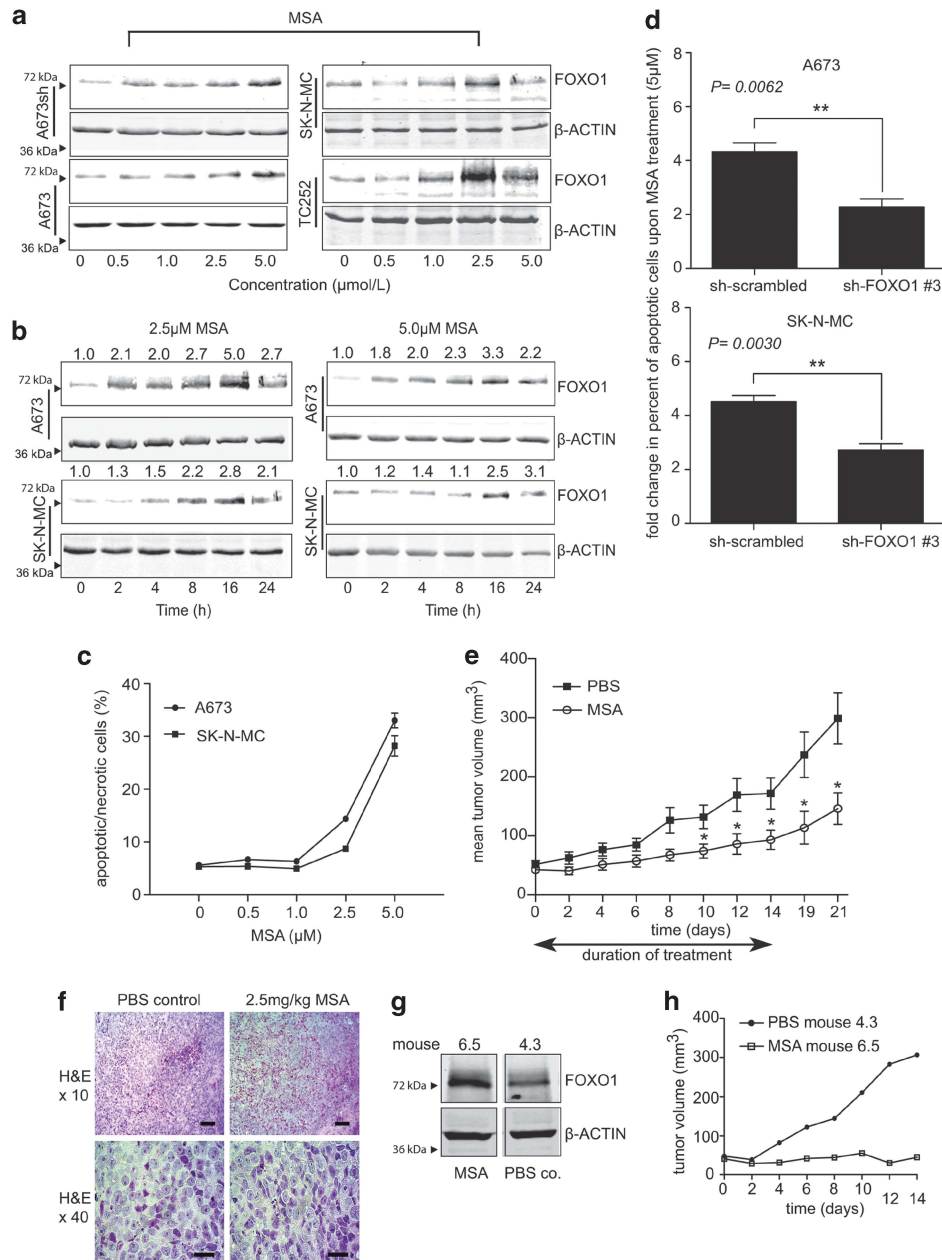 a
MSA
72 kDa
A673sh
36 kDa
FOXO1
SK-N-MC
β-ACTIN
72 kDa
A673
36 kDa
FOXO1
TC252
β-ACTIN
0 0.5 1.0 2.5 5.0
0 0.5 1.0 2.5 5.0
Concentration (μmol/L)
b
2.5μM MSA
5.0μM MSA
1.0 2.1 2.0 2.7 5.0 2.7
1.0 1.8 2.0 2.3 3.3 2.2
72 kDa
A673
36 kDa
A673
FOXO1
β-ACTIN
1.0 1.3 1.5 2.2 2.8 2.1
1.0 1.2 1.4 1.1 2.5 3.1
72 kDa
SK-N-MC
36 kDa
SK-N-MC
FOXO1
β-ACTIN
0 2 4 8 16 24
0 2 4 8 16 24
Time (h)
Time (h)
d
fold change in percent of apoptotic cells upon MSA treatment (5μM)
A673
P= 0.0062
**
8
6
4
2
0
sh-scrambled
sh-FOXO1 #3
SK-N-MC
P= 0.0030
**
8
6
4
2
0
sh-scrambled
sh-FOXO1 #3
c
apoptotic/necrotic cells (%)
40
30
20
10
0
A673
SK-N-MC
0 0.5 1.0 2.5 5.0
MSA (μM)
e
mean tumor volume (mm3)
400
300
200
100
0
PBS
MSA
* * * * *
0 2 4 6 8 10 12 14 19 21
time (days)
duration of treatment
f
PBS control
2.5mg/kg MSA
H&E
x 10
H&E
x 40
g
mouse 6.5 4.3
72 kDa
FOXO1
β-ACTIN
36 kDa
MSA
PBS co.
h
tumor volume (mm3)
400
300
200
100
0
PBS mouse 4.3
MSA mouse 6.5
0 2 4 6 8 10 12 14
time (days)